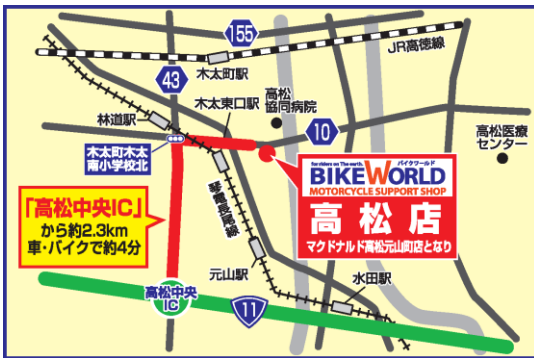 155
JR高徳線
43
木太町駅
高松
協同病院
木太東口駅
林道駅
10
高松医療
センター
木太町木太
南小学校北
for riders on The earth.
バイクワールド
BIKEWORLD
MOTORCYCLE SUPPORT SHOP
高松店
マクドナルド高松元山町店となり
「高松中央IC」
から約2.3km
車・バイクで約4分
琴電長尾線
元山駅
水田駅
高松中央
IC
11